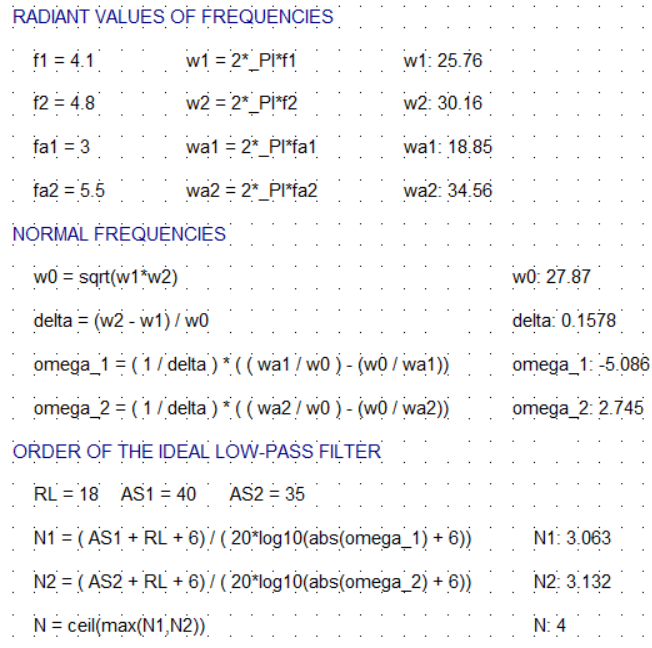 RADIANT VALUES OF FREQUENCIES
f1 = 4.1 w1 = 2*_PI*f1 w1: 25.76
f2 = 4.8 w2 = 2*_PI*f2 w2: 30.16
fa1 = 3 wa1 = 2*_PI*fa1 wa1: 18.85
fa2 = 5.5 wa2 = 2*_PI*fa2 wa2: 34.56
NORMAL FREQUENCIES
w0 = sqrt(w1*w2) w0: 27.87
delta = (w2 - w1) / w0 delta: 0.1578
omega_1 = ( 1 / delta ) * ( ( wa1 / w0 ) - (w0 / wa1)) omega_1: -5.086
omega_2 = ( 1 / delta ) * ( ( wa2 / w0 ) - (w0 / wa2)) omega_2: 2.745
ORDER OF THE IDEAL LOW-PASS FILTER
RL = 18 AS1 = 40 AS2 = 35
N1 = ( AS1 + RL + 6) / ( 20*log10(abs(omega_1) + 6)) N1: 3.063
N2 = ( AS2 + RL + 6) / ( 20*log10(abs(omega_2) + 6)) N2: 3.132
N = ceil(max(N1,N2)) N: 4